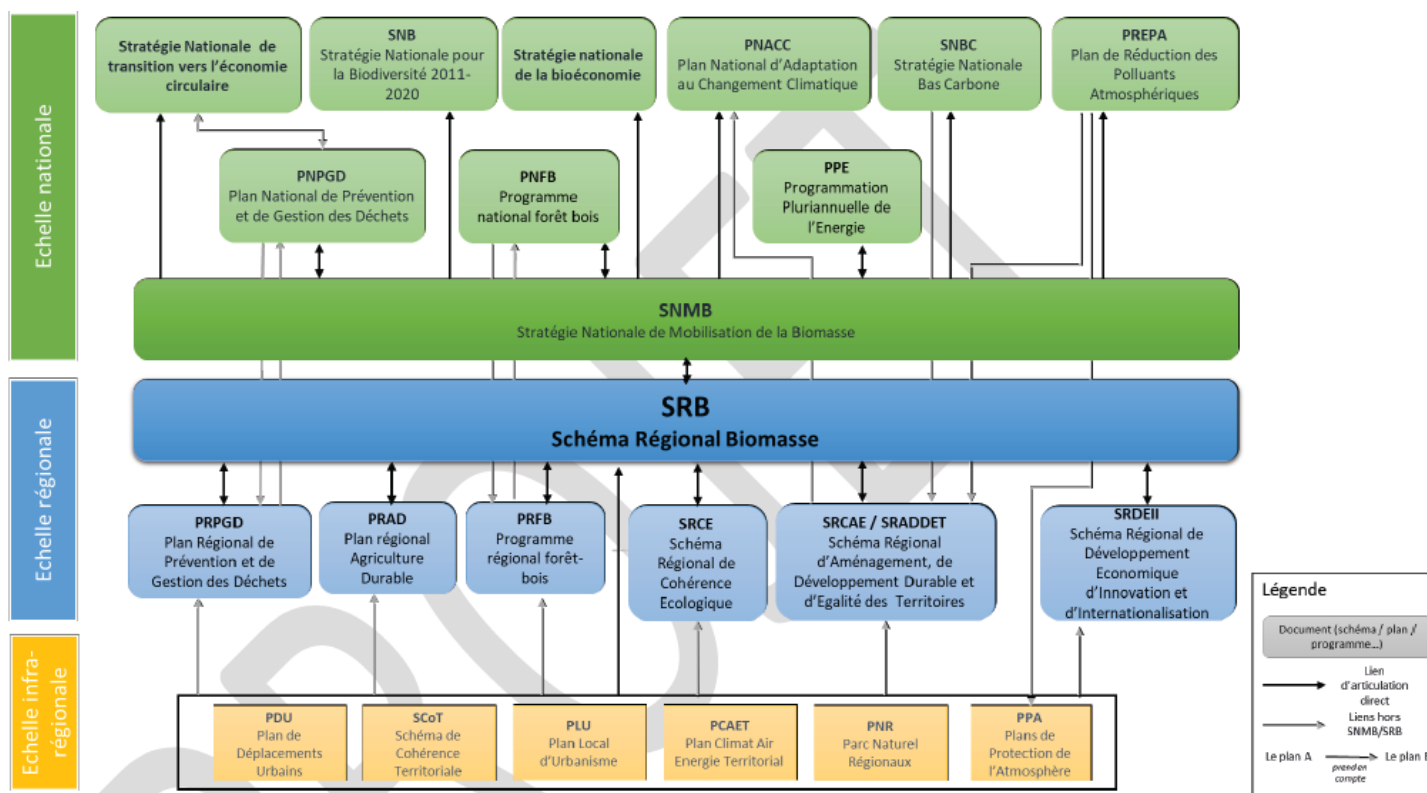 Echelle nationale
Stratégie Nationale de
transition vers l'économie
circulaire
SNB
Stratégie Nationale pour
la Biodiversité 2011-
2020
Stratégie nationale
de la bioéconomie
PNACC
Plan National d'Adaptation
au Changement Climatique
SNBC
Stratégie Nationale
Bas Carbone
PREPA
Plan de Réduction des
Polluants
Atmosphériques
PNPGD
Plan National de Prévention
et de Gestion des Déchets
PNFB
Programme
national forêt bois
PPE
Programmation
Pluriannuelle de
l'Energie
SNMB
Stratégie Nationale de Mobilisation de la Biomasse
Echelle régionale
SRB
Schéma Régional Biomasse
PRPGD
Plan Régional de
Prévention et de
Gestion des Déchets
PRAD
Plan régional
Agriculture
Durable
PRFB
Programme
régional forêt-
bois
SRCE
Schéma
Régional de
Cohérence
Ecologique
SRCAE / SRADDET
Schéma Régional
d'Aménagement, de
Développement Durable et
d'Egalité des Territoires
SRDEII
Schéma Régional de
Développement
Economique
d'Innovation et
d'Internationalisation
Echelle infra-
régionale
PDU
Plan de
Déplacements
Urbains
SCoT
Schéma de
Cohérence
Territoriale
PLU
Plan Local
d'Urbanisme
PCAET
Plan Climat Air
Energie Territorial
PNR
Parc Naturel
Régionaux
PPA
Plans de
Protection de
l'Atmosphère
Légende
Document (schéma / plan /
programme...)
Lien
d'articulation
direct
Liens hors
SNMB/SRB
Le plan A prend en compte Le plan B
PROJET